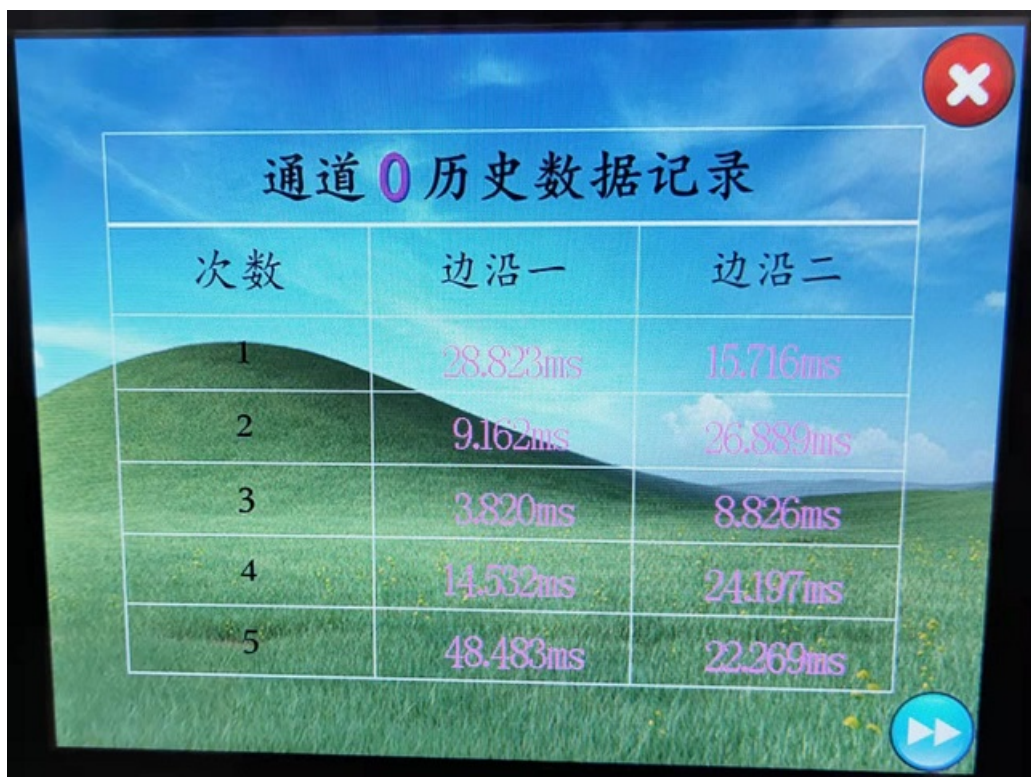 通道0历史数据记录
次数 边沿一 边沿二
1 28.823ms 15.716ms
2 9.162ms 26.889ms
3 3.820ms 8.826ms
4 14.532ms 24.197ms
5 48.483ms 22.269ms